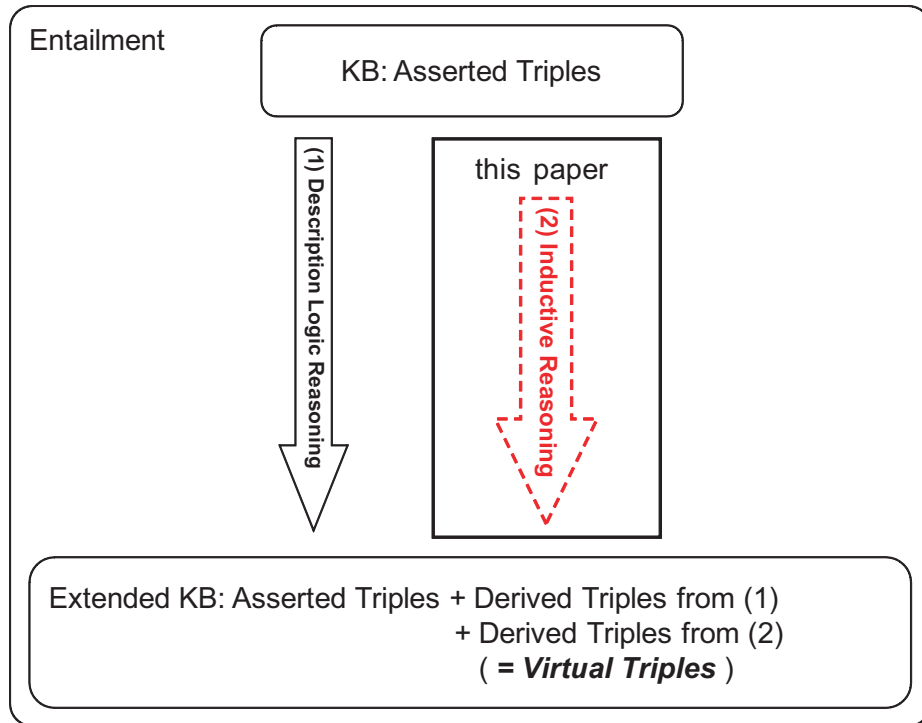 Entailment
KB: Asserted Triples
(1) Description Logic Reasoning
this paper
(2) Inductive Reasoning
Extended KB: Asserted Triples + Derived Triples from (1)
+ Derived Triples from (2)
( = Virtual Triples )